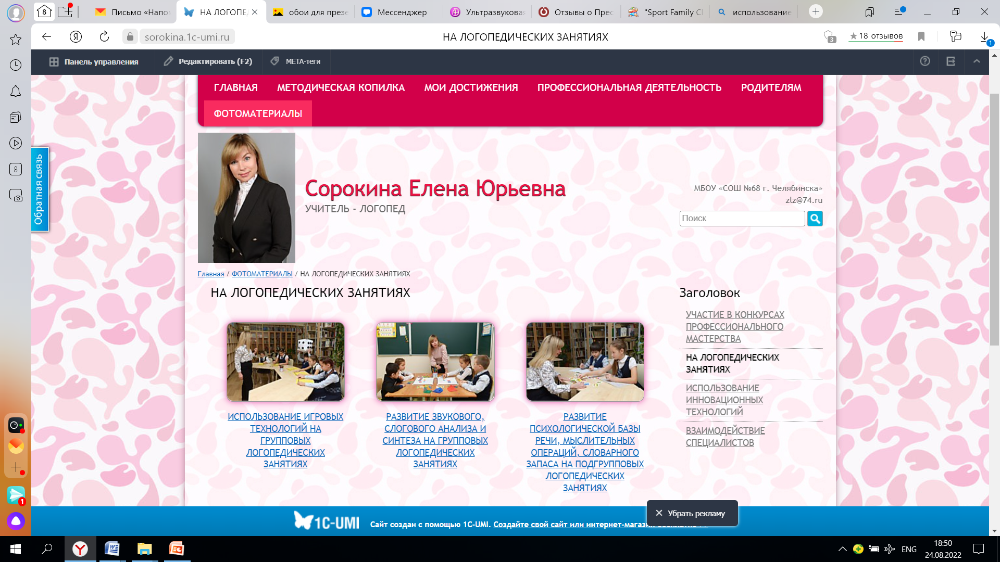 8
Письмо «Напо
НА ЛОГОПЕД
обои для презе
Мессенджер
Ультразвукова
Отзывы о Прес
"Sport Family Cl
использование
sorokina.1c-umi.ru
НА ЛОГОПЕДИЧЕСКИХ ЗАНЯТИЯХ
3
18 отзывов
1
Панель управления
Редактировать (F2)
META-теги
ГЛАВНАЯ
МЕТОДИЧЕСКАЯ КОПИЛКА
МОИ ДОСТИЖЕНИЯ
ПРОФЕССИОНАЛЬНАЯ ДЕЯТЕЛЬНОСТЬ
РОДИТЕЛЯМ
ФОТОМАТЕРИАЛЫ
8
Обратная связь
Сорокина Елена Юрьевна
УЧИТЕЛЬ - ЛОГОПЕД
МБОУ «СОШ №68 г. Челябинска»
zlz@74.ru
Поиск
Главная / ФОТОМАТЕРИАЛЫ / НА ЛОГОПЕДИЧЕСКИХ ЗАНЯТИЯХ
НА ЛОГОПЕДИЧЕСКИХ ЗАНЯТИЯХ
ИСПОЛЬЗОВАНИЕ ИГРОВЫХ
ТЕХНОЛОГИЙ НА
ГРУППОВЫХ
ЛОГОПЕДИЧЕСКИХ
ЗАНЯТИЯХ
РАЗВИТИЕ ЗВУКОВОГО,
СЛОГОВОГО АНАЛИЗА И
СИНТЕЗА НА ГРУППОВЫХ
ЛОГОПЕДИЧЕСКИХ
ЗАНЯТИЯХ
РАЗВИТИЕ
ПСИХОЛОГИЧЕСКОЙ БАЗЫ
РЕЧИ, МЫСЛИТЕЛЬНЫХ
ОПЕРАЦИЙ, СЛОВАРНОГО
ЗАПАСА НА ПОДГРУППОВЫХ
ЛОГОПЕДИЧЕСКИХ
ЗАНЯТИЯХ
Заголовок
УЧАСТИЕ В КОНКУРСАХ
ПРОФЕССИОНАЛЬНОГО
МАСТЕРСТВА
НА ЛОГОПЕДИЧЕСКИХ
ЗАНЯТИЯХ
ИСПОЛЬЗОВАНИЕ
ИННОВАЦИОННЫХ
ТЕХНОЛОГИЙ
ВЗАИМОДЕЙСТВИЕ
СПЕЦИАЛИСТОВ
1
Убрать рекламу
1C-UMI
Сайт создан с помощью 1C-UMI. Создайте свой сайт или интернет-магазин
ENG
18:50
24.08.2022